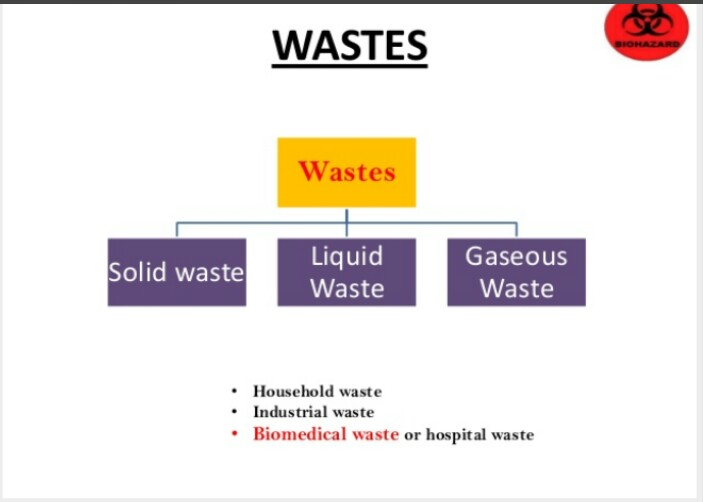 WASTES
BIOHAZARD
Wastes
Solid waste
Liquid
Waste
Gaseous
Waste
• Household waste
• Industrial waste
• Biomedical waste or hospital waste